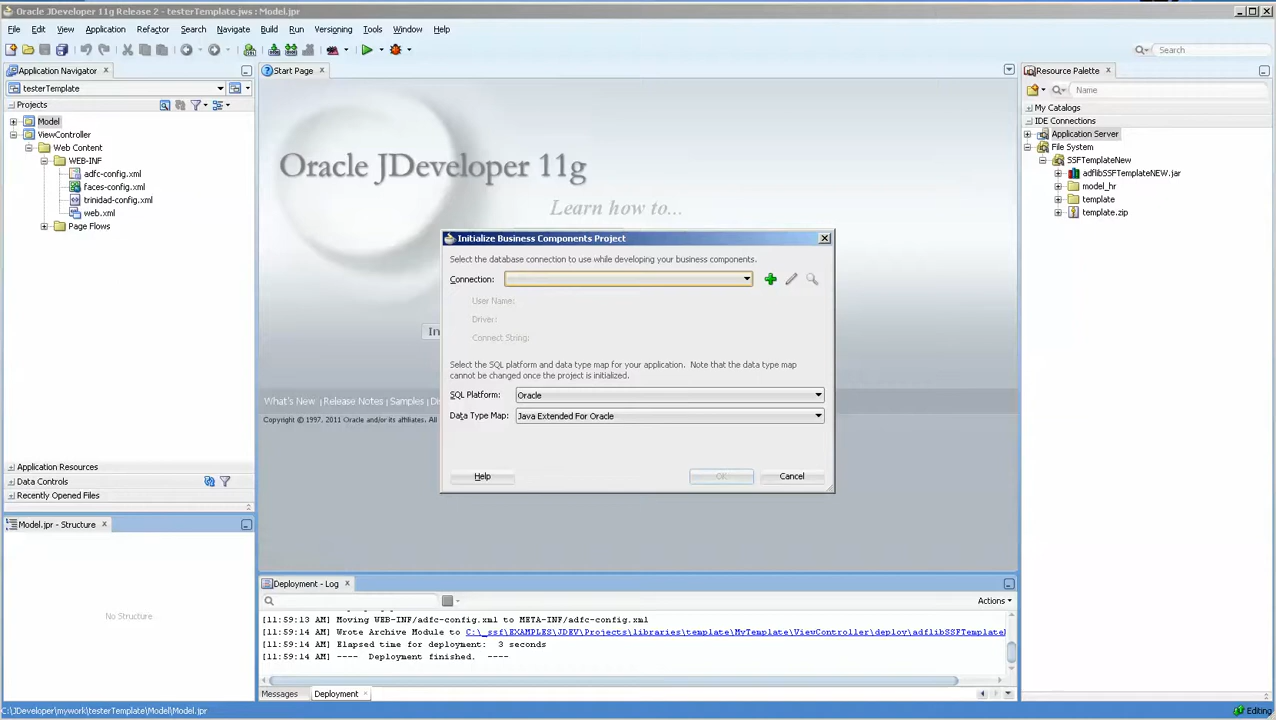 Oracle JDeveloper 11g Release 2 - testerTemplate.jws : Model.jpr
File Edit View Application Refactor Search Navigate Build Run Versioning Tools Window Help
Search
Application Navigator
testerTemplate
Projects
Model
ViewController
Web Content
WEB-INF
adfc-config.xml
faces-config.xml
trinidad-config.xml
web.xml
Page Flows
Application Resources
Data Controls
Recently Opened Files
Model.jpr - Structure
No Structure
Start Page
Oracle JDeveloper 11g
Learn how to...
In
What's New | Release Notes | Samples | Di
Copyright © 1997, 2011 Oracle and/or its affiliates. All
Initialize Business Components Project
Select the database connection to use while developing your business components.
Connection:
User Name:
Driver:
Connect String:
Select the SQL platform and data type map for your application. Note that the data type map
cannot be changed once the project is initialized.
SQL Platform: Oracle
Data Type Map: Java Extended For Oracle
Help OK Cancel
Deployment - Log
Actions
[11:59:13 AM] Moving WEB-INF/adfc-config.xml to META-INF/adfc-config.xml
[11:59:14 AM] Wrote Archive Module to C:\_ssf\EXAMPLES\JDEV\Projects\libraries\template\MyTemplate\ViewController\deploy\adflibSSFTemplate
[11:59:14 AM] Elapsed time for deployment: 3 seconds
[11:59:14 AM] ---- Deployment finished. ----
Messages Deployment
Resource Palette
Name
My Catalogs
IDE Connections
Application Server
File System
SSFTemplateNew
adflibSSFTemplateNEW.jar
model_hr
template
template.zip
C:\JDeveloper\mywork\testerTemplate\Model\Model.jpr
Editing